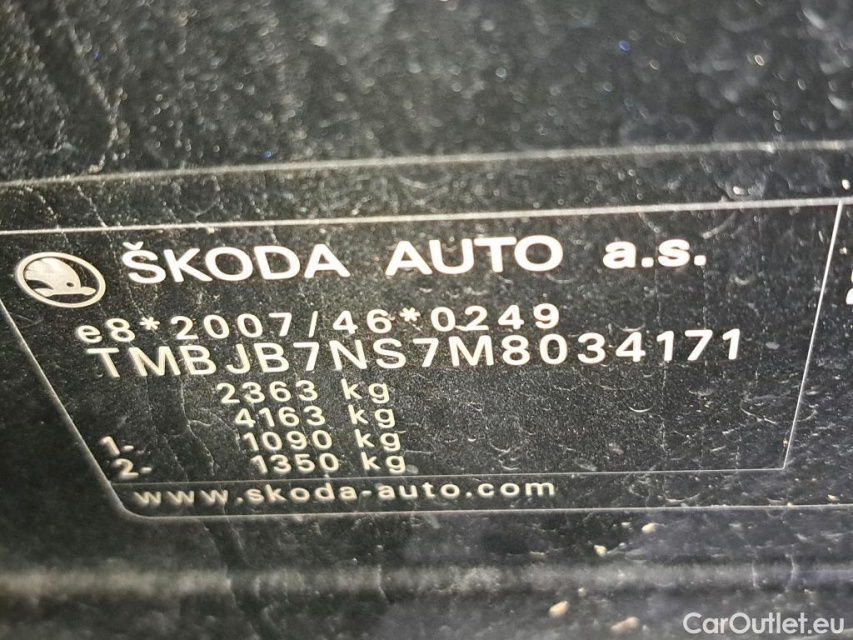 ŠKODA AUTO a.s.
e8*2007/46*0249
TMBJB7NS7M8034171
2363 kg
4163 kg
1- 1090 kg
2- 1350 kg
www.skoda-auto.com
CarOutlet.eu